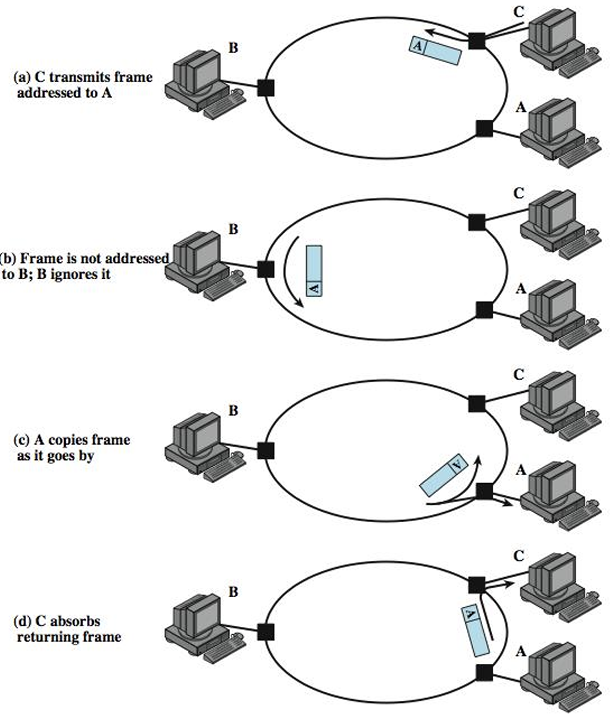 C
B
A
(a) C transmits frame
addressed to A
A
C
B
(b) Frame is not addressed
to B; B ignores it
A
A
C
B
(c) A copies frame
as it goes by
A
A
C
B
A
(d) C absorbs
returning frame
A